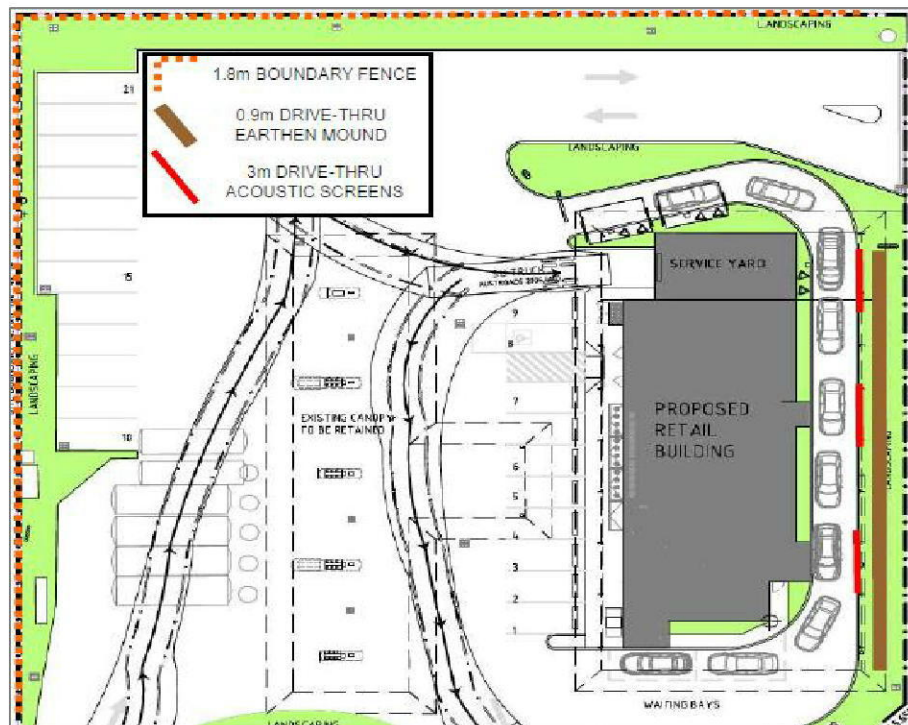 LANDSCAPING
1.8m BOUNDARY FENCE
0.9m DRIVE-THRU
EARTHEN MOUND
3m DRIVE-THRU
ACOUSTIC SCREENS
21
LANDSCAPING
SERVICE YARD
TRUCK
15
9
8
EXISTING CANOPY
TO BE RETAINED
7
PROPOSED
RETAIL
BUILDING
LANDSCAPING
LANDSCAPING
10
6
5
4
3
2
1
WAITING BAYS
LANDSCAPING